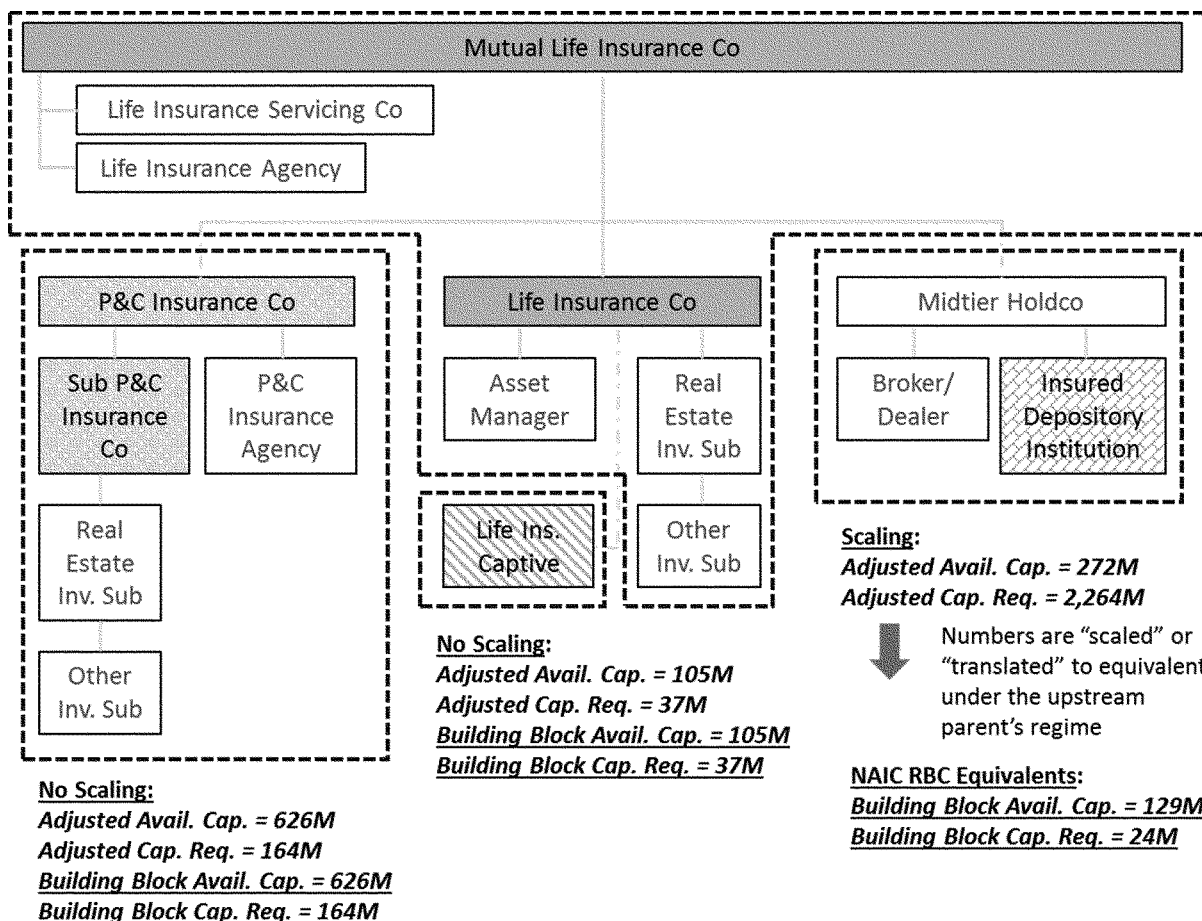 Mutual Life Insurance Co
Life Insurance Servicing Co
Life Insurance Agency
P&C Insurance Co
Sub P&C
Insurance
Co
P&C
Insurance
Agency
Real
Estate
Inv. Sub
Other
Inv. Sub
No Scaling:
Adjusted Avail. Cap. = 626M
Adjusted Cap. Req. = 164M
Building Block Avail. Cap. = 626M
Building Block Cap. Req. = 164M
Life Insurance Co
Asset
Manager
Real
Estate
Inv. Sub
Life Ins.
Captive
Other
Inv. Sub
No Scaling:
Adjusted Avail. Cap. = 105M
Adjusted Cap. Req. = 37M
Building Block Avail. Cap. = 105M
Building Block Cap. Req. = 37M
Midtier Holdco
Broker/
Dealer
Insured
Depository
Institution
Scaling:
Adjusted Avail. Cap. = 272M
Adjusted Cap. Req. = 2,264M
Numbers are “scaled” or
“translated” to equivalent
under the upstream
parent’s regime
NAIC RBC Equivalents:
Building Block Avail. Cap. = 129M
Building Block Cap. Req. = 24M